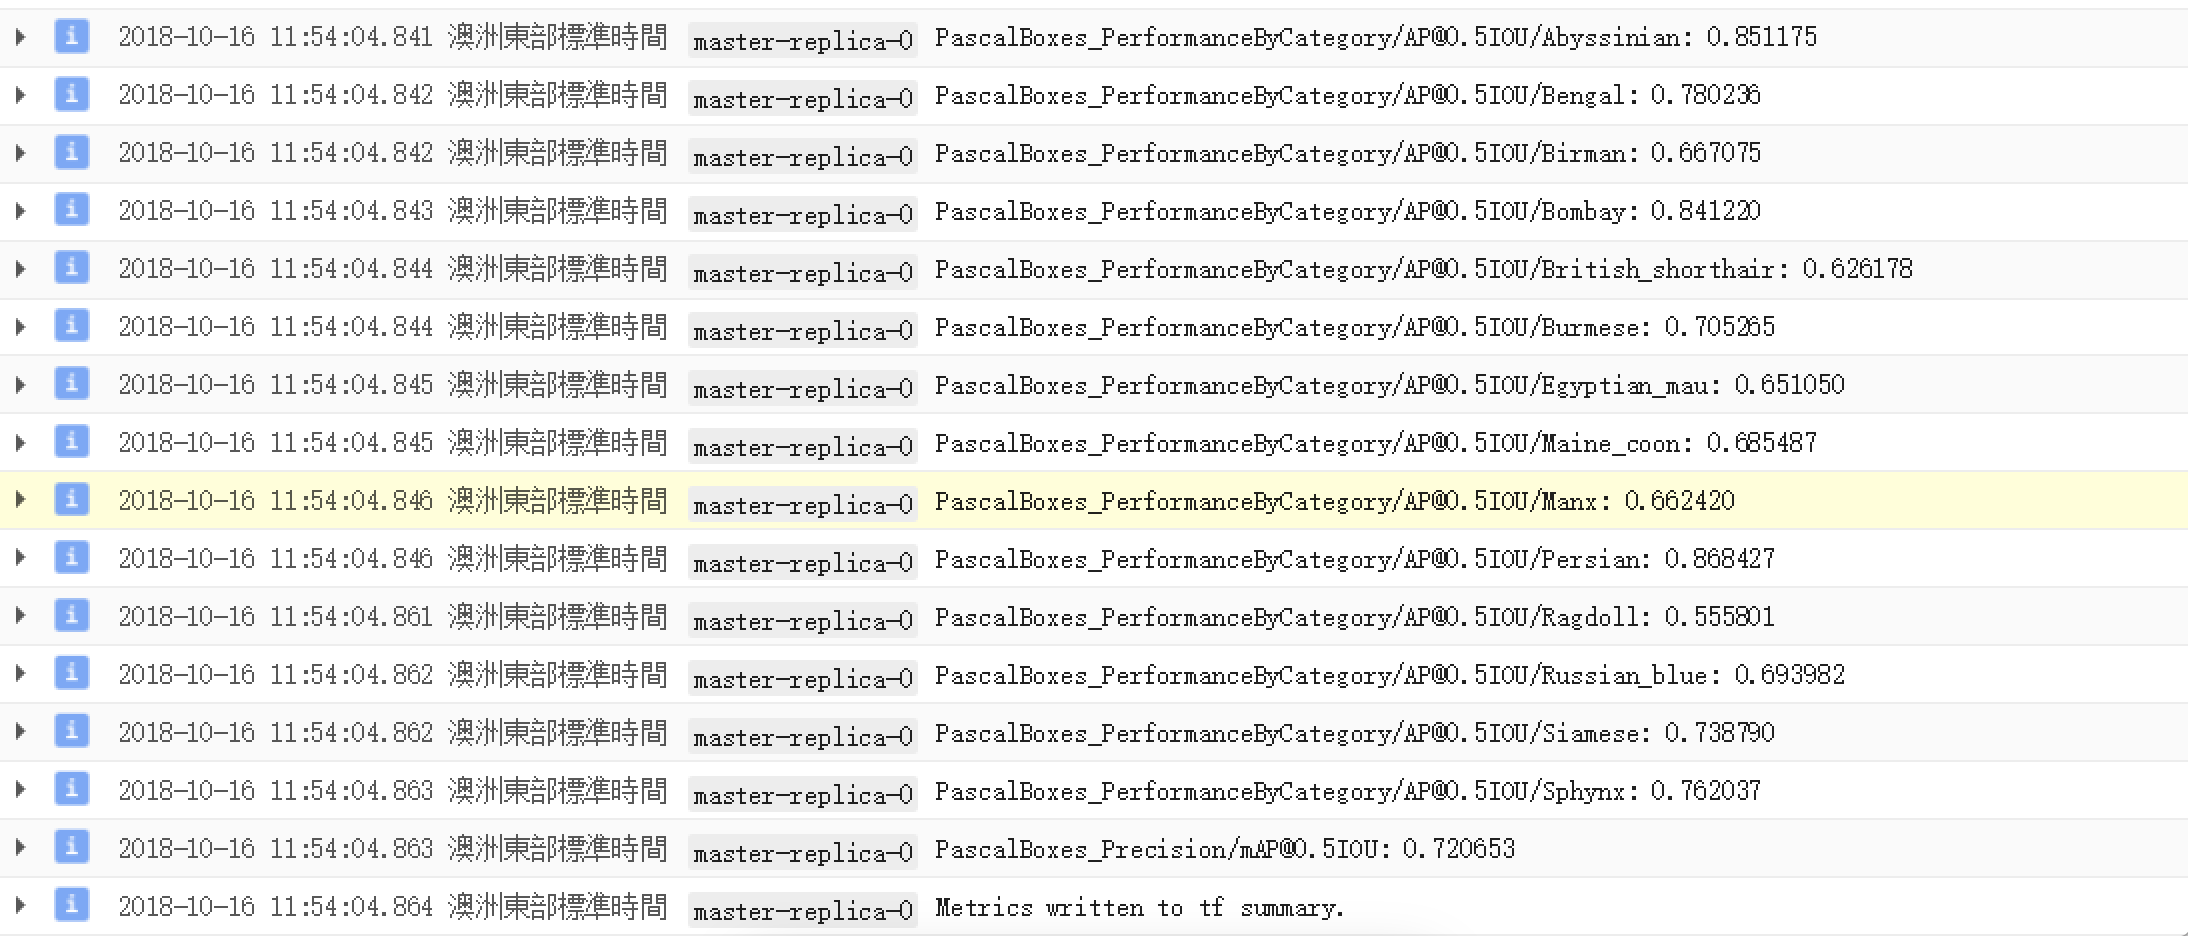 2018-10-16 11:54:04.841 澳洲東部標準時間 master-replica-0 PascalBoxes_PerformanceByCategory/AP@0.5IOU/Abyssinian: 0.851175
2018-10-16 11:54:04.842 澳洲東部標準時間 master-replica-0 PascalBoxes_PerformanceByCategory/AP@0.5IOU/Bengal: 0.780236
2018-10-16 11:54:04.842 澳洲東部標準時間 master-replica-0 PascalBoxes_PerformanceByCategory/AP@0.5IOU/Birman: 0.667075
2018-10-16 11:54:04.843 澳洲東部標準時間 master-replica-0 PascalBoxes_PerformanceByCategory/AP@0.5IOU/Bombay: 0.841220
2018-10-16 11:54:04.844 澳洲東部標準時間 master-replica-0 PascalBoxes_PerformanceByCategory/AP@0.5IOU/British_shorthair: 0.626178
2018-10-16 11:54:04.844 澳洲東部標準時間 master-replica-0 PascalBoxes_PerformanceByCategory/AP@0.5IOU/Burmese: 0.705265
2018-10-16 11:54:04.845 澳洲東部標準時間 master-replica-0 PascalBoxes_PerformanceByCategory/AP@0.5IOU/Egyptian_mau: 0.651050
2018-10-16 11:54:04.845 澳洲東部標準時間 master-replica-0 PascalBoxes_PerformanceByCategory/AP@0.5IOU/Maine_coon: 0.685487
2018-10-16 11:54:04.846 澳洲東部標準時間 master-replica-0 PascalBoxes_PerformanceByCategory/AP@0.5IOU/Manx: 0.662420
2018-10-16 11:54:04.846 澳洲東部標準時間 master-replica-0 PascalBoxes_PerformanceByCategory/AP@0.5IOU/Persian: 0.868427
2018-10-16 11:54:04.861 澳洲東部標準時間 master-replica-0 PascalBoxes_PerformanceByCategory/AP@0.5IOU/Ragdoll: 0.555801
2018-10-16 11:54:04.862 澳洲東部標準時間 master-replica-0 PascalBoxes_PerformanceByCategory/AP@0.5IOU/Russian_blue: 0.693982
2018-10-16 11:54:04.862 澳洲東部標準時間 master-replica-0 PascalBoxes_PerformanceByCategory/AP@0.5IOU/Siamese: 0.738790
2018-10-16 11:54:04.863 澳洲東部標準時間 master-replica-0 PascalBoxes_PerformanceByCategory/AP@0.5IOU/Sphynx: 0.762037
2018-10-16 11:54:04.863 澳洲東部標準時間 master-replica-0 PascalBoxes_Precision/mAP@0.5IOU: 0.720653
2018-10-16 11:54:04.864 澳洲東部標準時間 master-replica-0 Metrics written to tf summary.